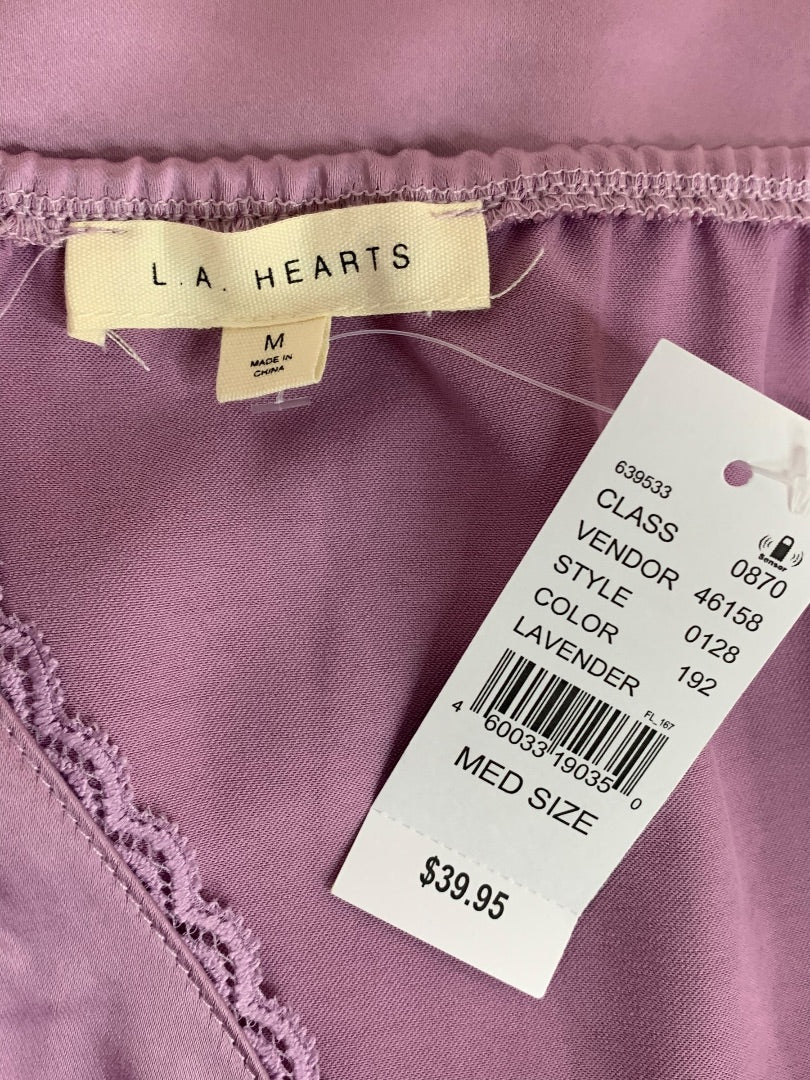 L.A. HEARTS
M
MADE IN
CHINA
639533
Sensor
CLASS 0870
VENDOR 46158
STYLE 0128
COLOR 192
LAVENDER
FL_167
4 60033 19035 0
MED SIZE
$39.95